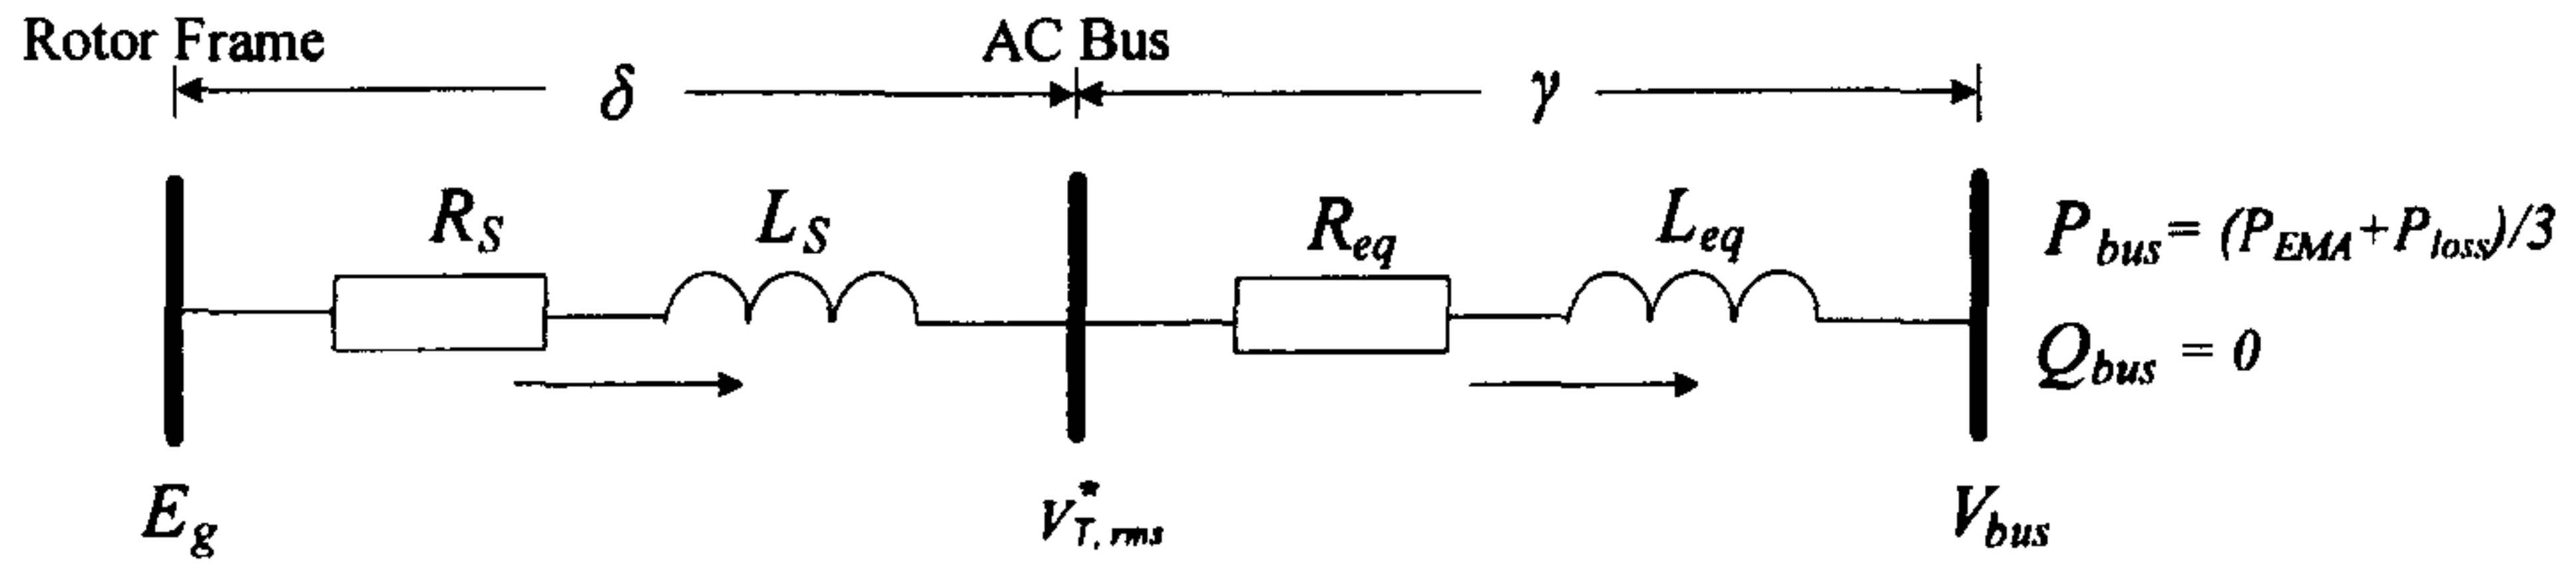 Rotor Frame
AC Bus
δ
γ
R_S
L_S
R_eq
L_eq
P_bus = (P_EMA+P_loss)/3
Q_bus = 0
E_g
V*_T, rms
V_bus